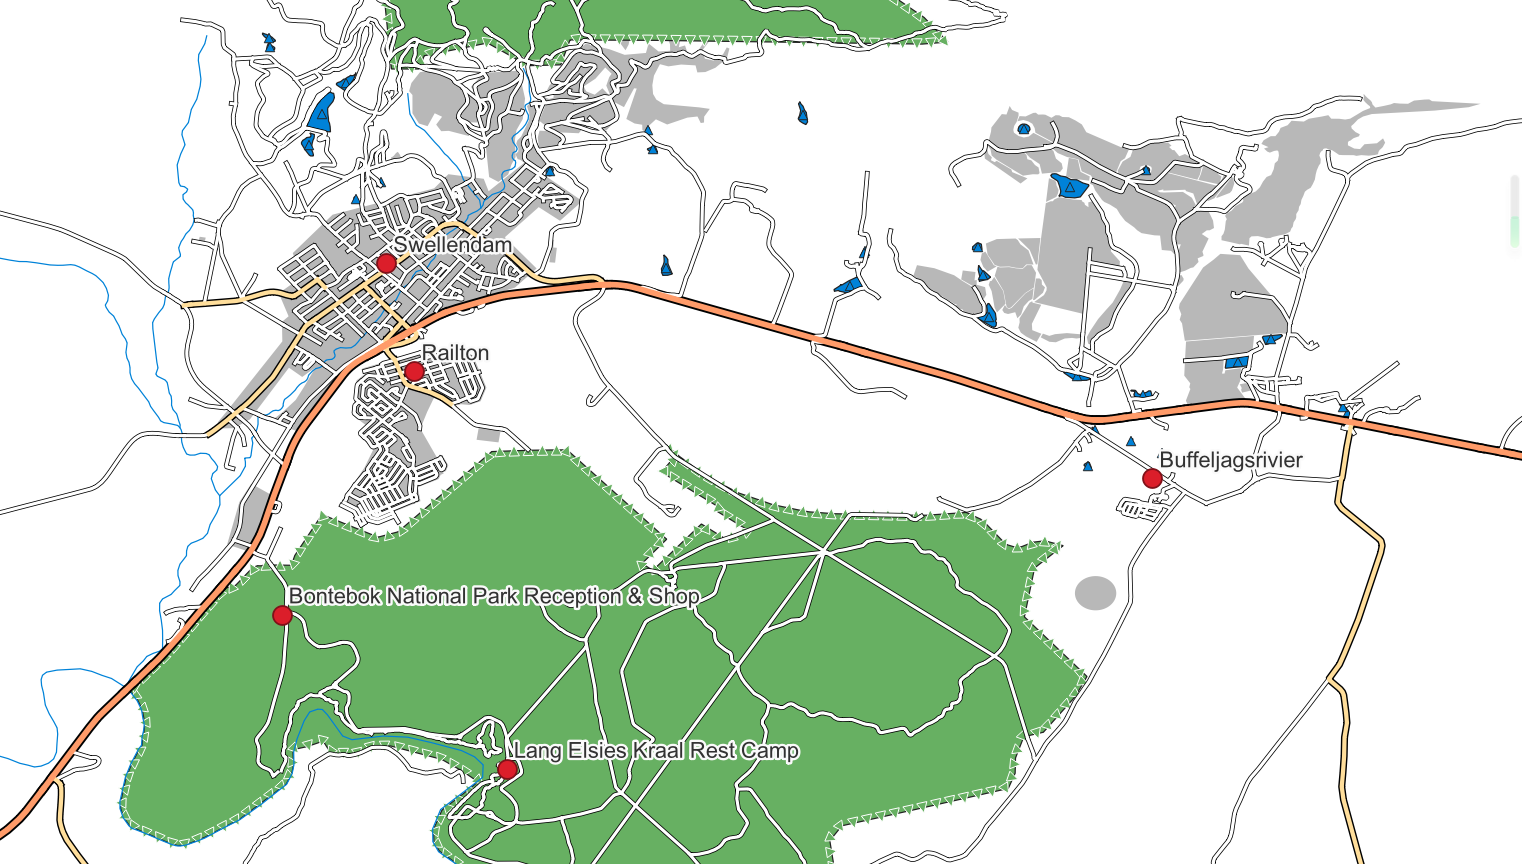 Swellendam
Railton
Buffeljagsrivier
Bontebok National Park Reception & Shop
Lang Elsies Kraal Rest Camp